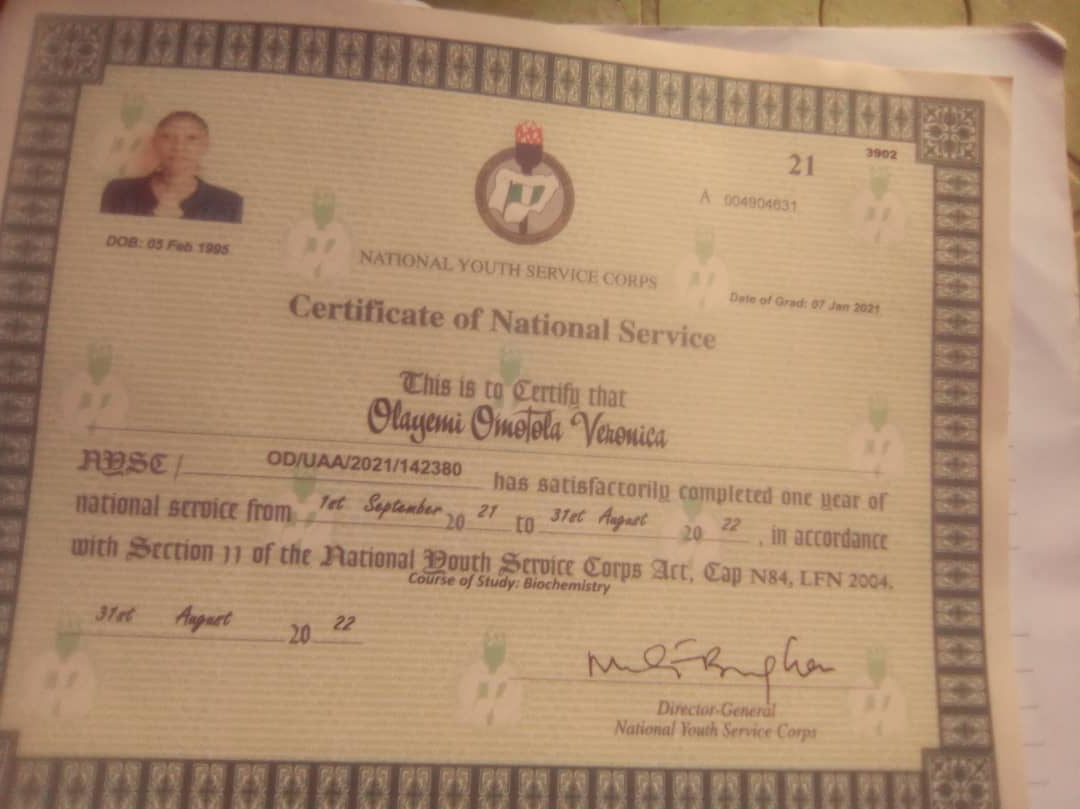 21
3902
A 004904631
DOB: 05 Feb 1995
NATIONAL YOUTH SERVICE CORPS
Date of Grad: 07 Jan 2021
Certificate of National Service
This is to Certify that
Olayemi Omotola Veronica
NYSC/ OD/UAA/2021/142380 has satisfactorily completed one year of
national service from 1st September 20 21 to 31st August 20 22 , in accordance
with Section 11 of the National Youth Service Corps Act, Cap N84, LFN 2004.
Course of Study: Biochemistry
31st August 20 22
Director-General
National Youth Service Corps